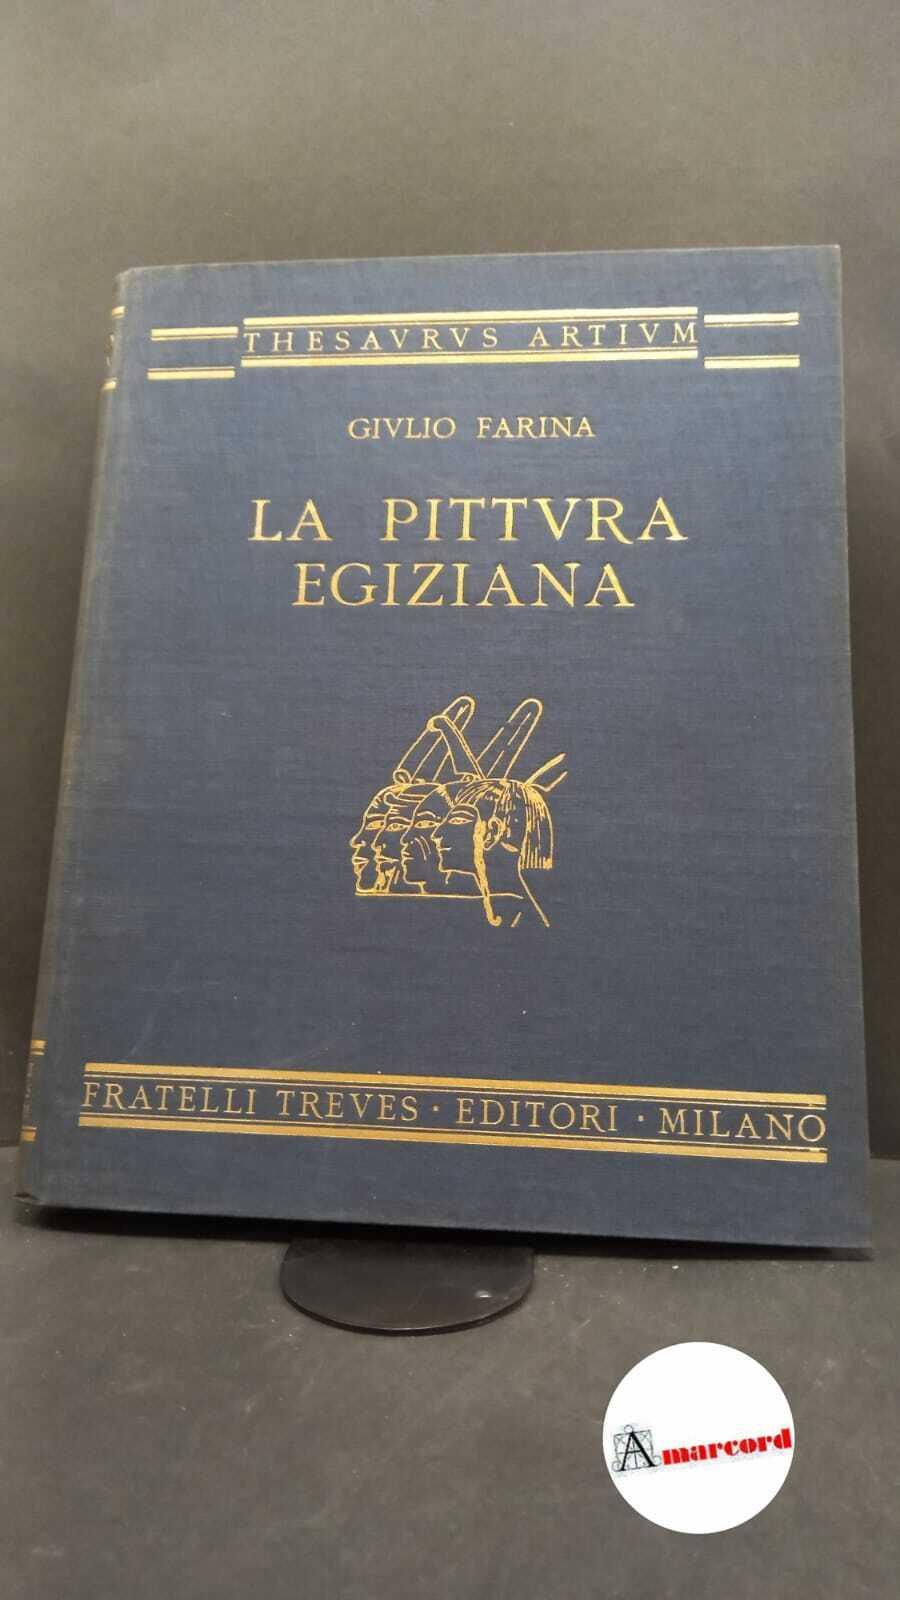 THESAVRVS ARTIVM
GIVLIO FARINA
LA PITTVRA
EGIZIANA
FRATELLI TREVES · EDITORI · MILANO
Amarcord